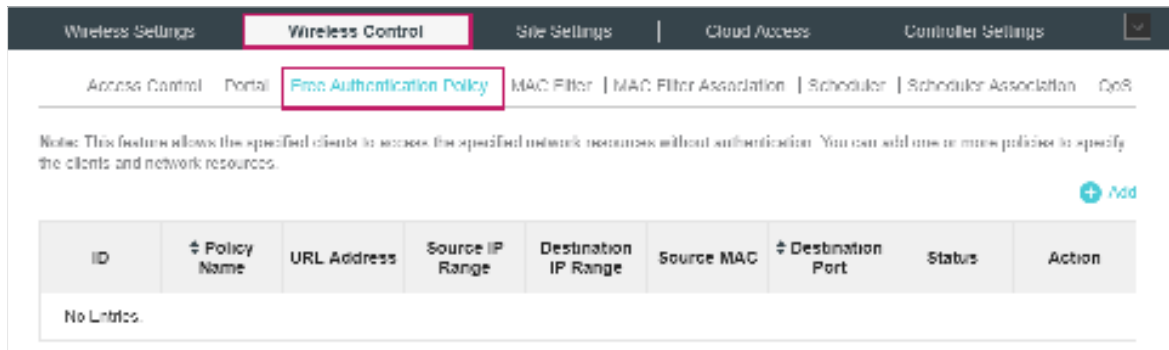 Wireless Settings Wireless Control Site Settings | Cloud Access Controller Settings
Access Control Portal Free Authentication Policy MAC Filter | MAC Filter Association | Scheduler | Scheduler Association QoS
Note: This feature allows the specified clients to access the specified network resources without authentication. You can add one or more policies to specify
the clients and network resources.
Add
ID Policy Name URL Address Source IP Range Destination IP Range Source MAC Destination Port Status Action
No Entries.